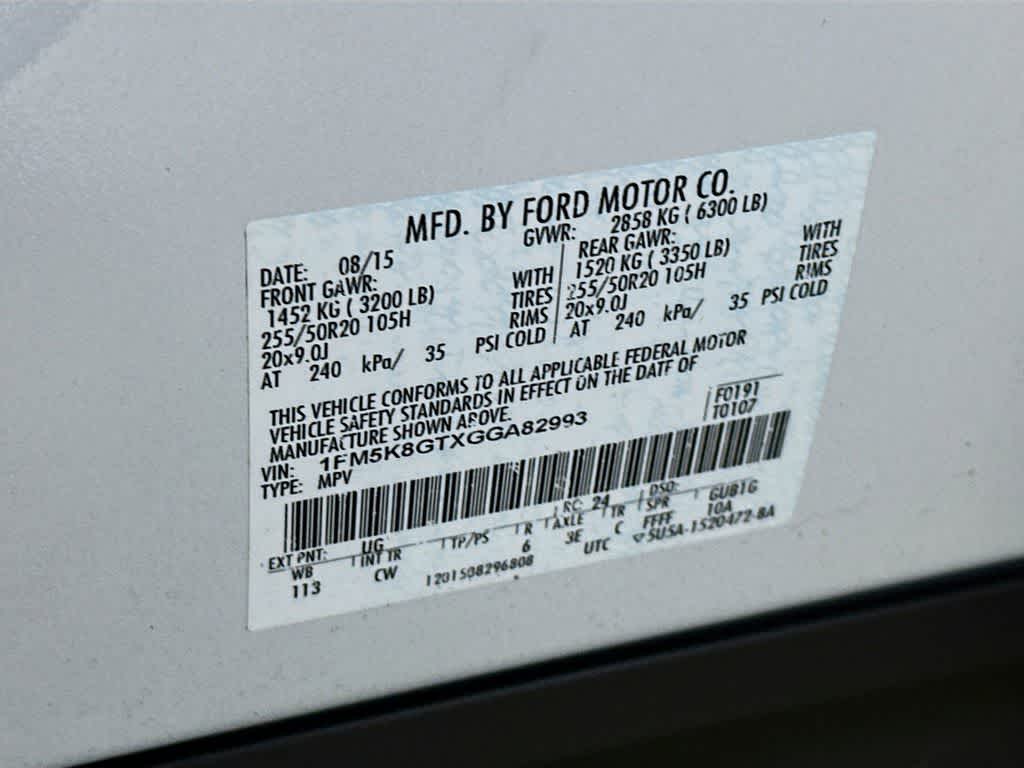 MFD. BY FORD MOTOR CO.
DATE: 08/15 GVWR: 2858 KG ( 6300 LB)
FRONT GAWR: REAR GAWR:
1452 KG ( 3200 LB) WITH 1520 KG ( 3350 LB) WITH
255/50R20 105H TIRES 255/50R20 105H TIRES
20x9.0J RIMS 20x9.0J RIMS
AT 240 kPa/ 35 PSI COLD AT 240 kPa/ 35 PSI COLD
THIS VEHICLE CONFORMS TO ALL APPLICABLE FEDERAL MOTOR
VEHICLE SAFETY STANDARDS IN EFFECT ON THE DATE OF
MANUFACTURE SHOWN ABOVE.
F0191
VIN: 1FM5K8GTXGGA82993 T0107
TYPE: MPV
EXT PNT: UG RC: 24 DSO:
WB INT TR TP/PS R AXLE TR SPR GUB1G
113 CW 6 3E C FFFF 10A
1201508296808 UTC 5USA-1520472-BA